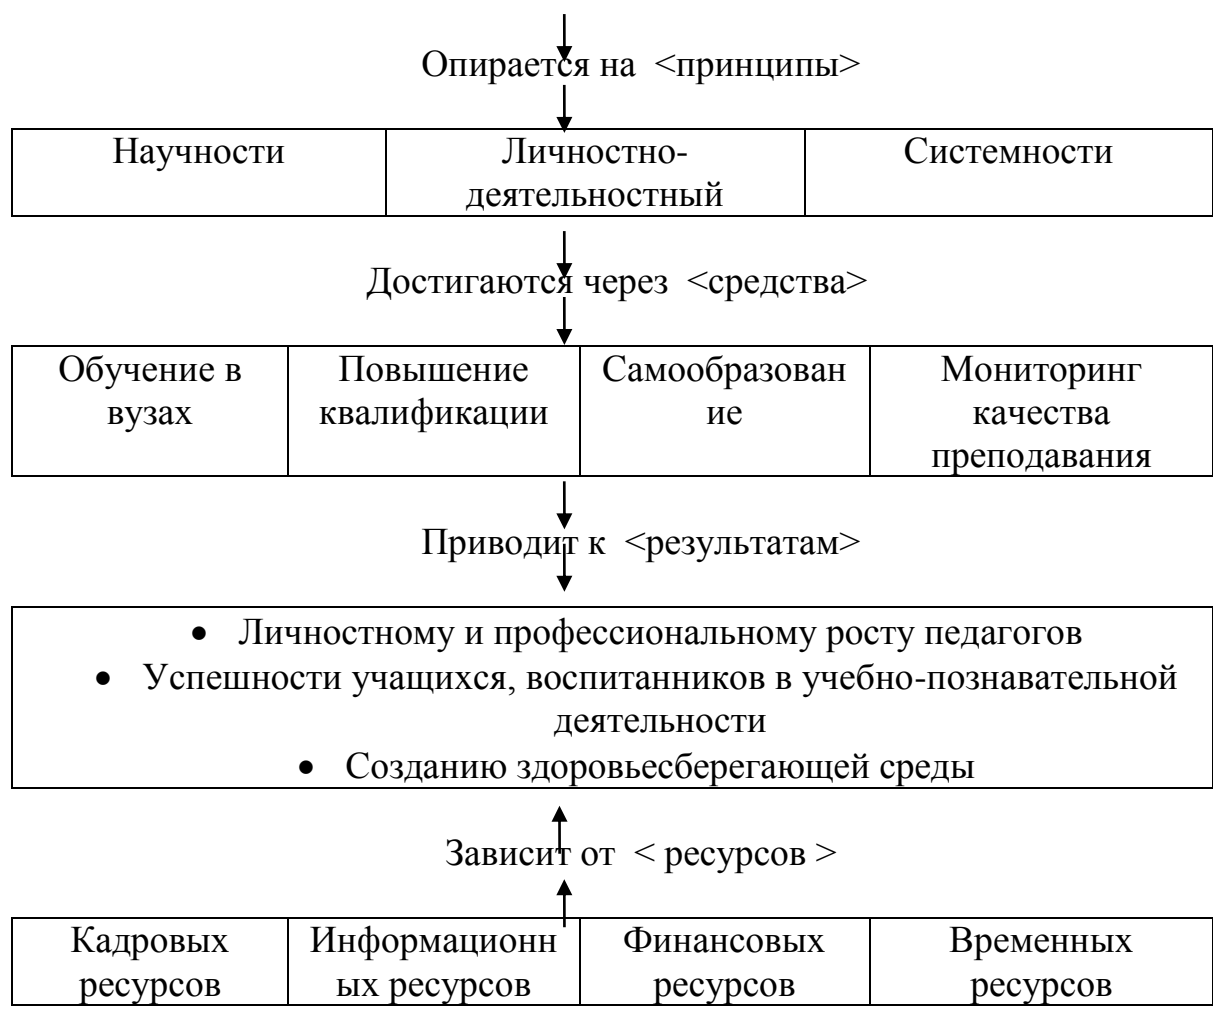 Опирается на <принципы>
Научности
Личностно-
деятельностный
Системности
Достигаются через <средства>
Обучение в
вузах
Повышение
квалификации
Самообразован
ие
Мониторинг
качества
преподавания
Приводит к <результатам>
• Личностному и профессиональному росту педагогов
• Успешности учащихся, воспитанников в учебно-познавательной
деятельности
• Созданию здоровьесберегающей среды
Зависит от < ресурсов >
Кадровых
ресурсов
Информационн
ых ресурсов
Финансовых
ресурсов
Временных
ресурсов